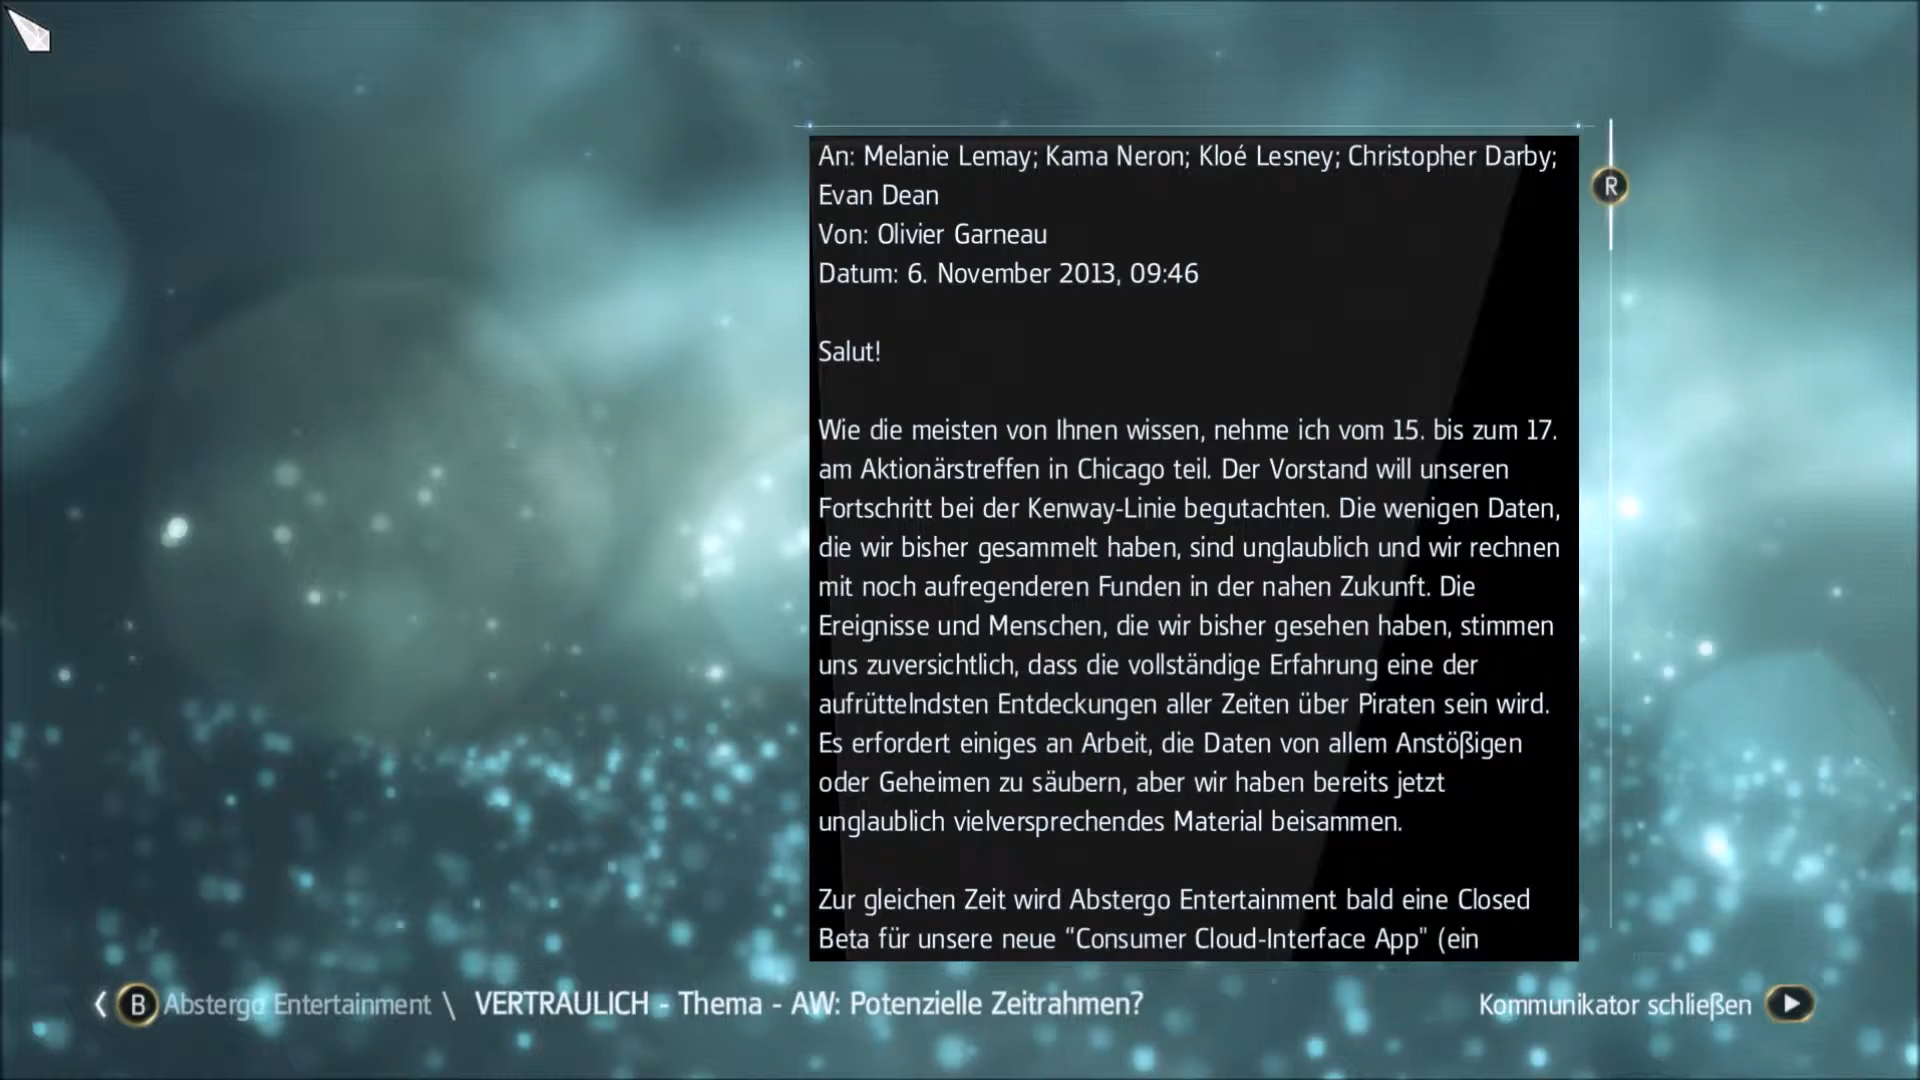 An: Melanie Lemay; Kama Neron; Kloé Lesney; Christopher Darby;
Evan Dean
Von: Olivier Garneau
Datum: 6. November 2013, 09:46
Salut!
Wie die meisten von Ihnen wissen, nehme ich vom 15. bis zum 17.
am Aktionärstreffen in Chicago teil. Der Vorstand will unseren
Fortschritt bei der Kenway-Linie begutachten. Die wenigen Daten,
die wir bisher gesammelt haben, sind unglaublich und wir rechnen
mit noch aufregenderen Funden in der nahen Zukunft. Die
Ereignisse und Menschen, die wir bisher gesehen haben, stimmen
uns zuversichtlich, dass die vollständige Erfahrung eine der
aufrüttelndsten Entdeckungen aller Zeiten über Piraten sein wird.
Es erfordert einiges an Arbeit, die Daten von allem Anstößigen
oder Geheimen zu säubern, aber wir haben bereits jetzt
unglaublich vielversprechendes Material beisammen.
Zur gleichen Zeit wird Abstergo Entertainment bald eine Closed
Beta für unsere neue “Consumer Cloud-Interface App" (ein
R
B Abstergo Entertainment \ VERTRAULICH - Thema - AW: Potenzielle Zeitrahmen?
Kommunikator schließen